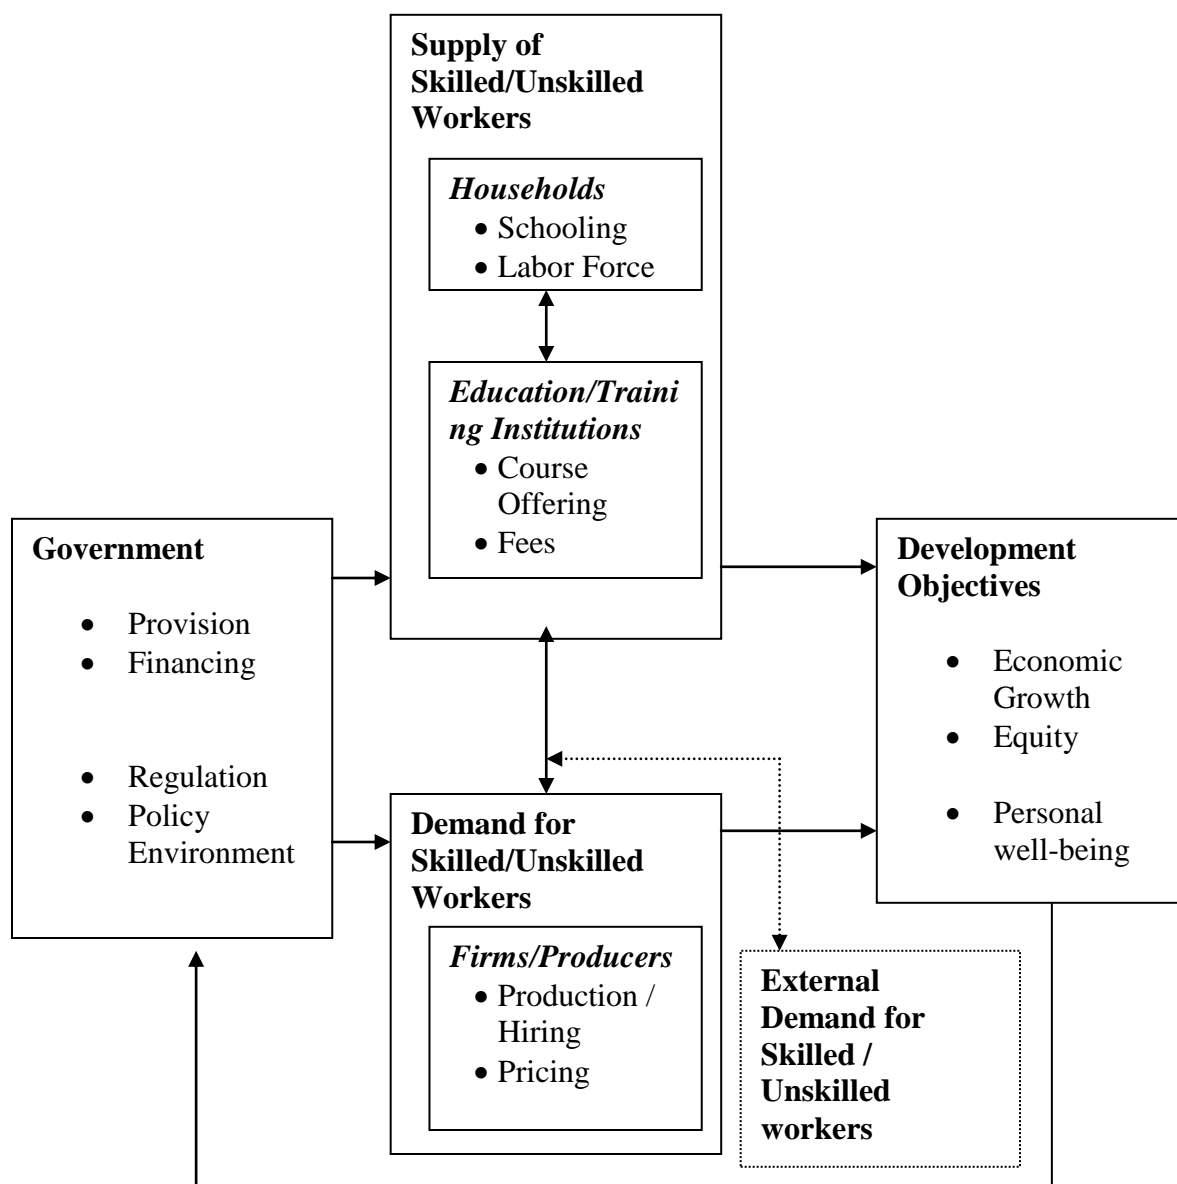 Supply of
Skilled/Unskilled
Workers
Households
• Schooling
• Labor Force
Education/Traini
ng Institutions
• Course
Offering
• Fees
Government
• Provision
• Financing
• Regulation
• Policy
Environment
Development
Objectives
• Economic
Growth
• Equity
• Personal
well-being
Demand for
Skilled/Unskilled
Workers
Firms/Producers
• Production /
Hiring
• Pricing
External
Demand for
Skilled /
Unskilled
workers